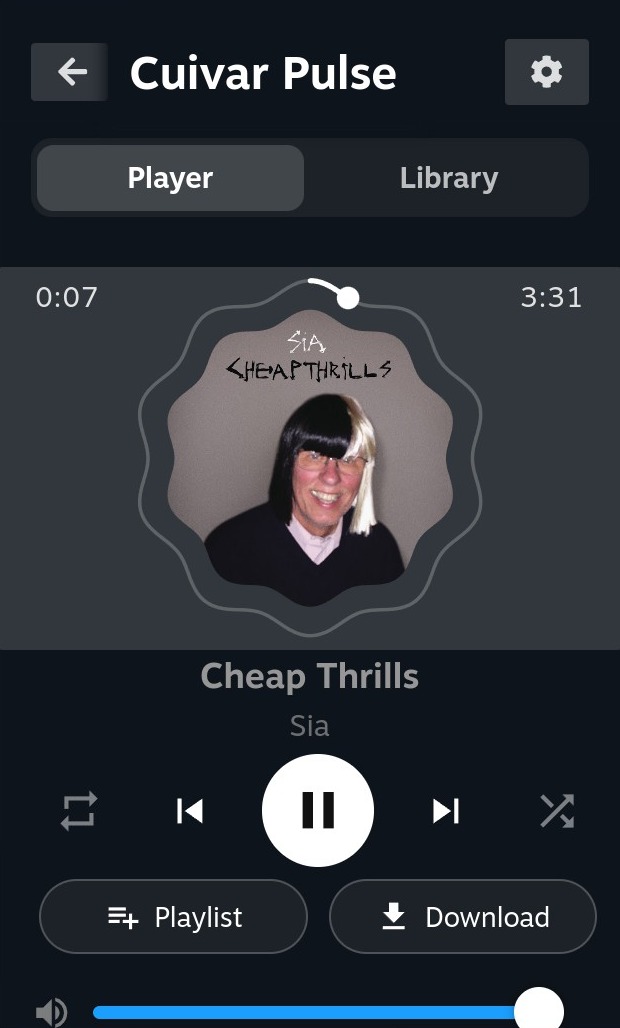 Cuivar Pulse
Player Library
0:07 3:31
SiA
CHEAPTHRiLLS
Cheap Thrills
Sia
Playlist Download